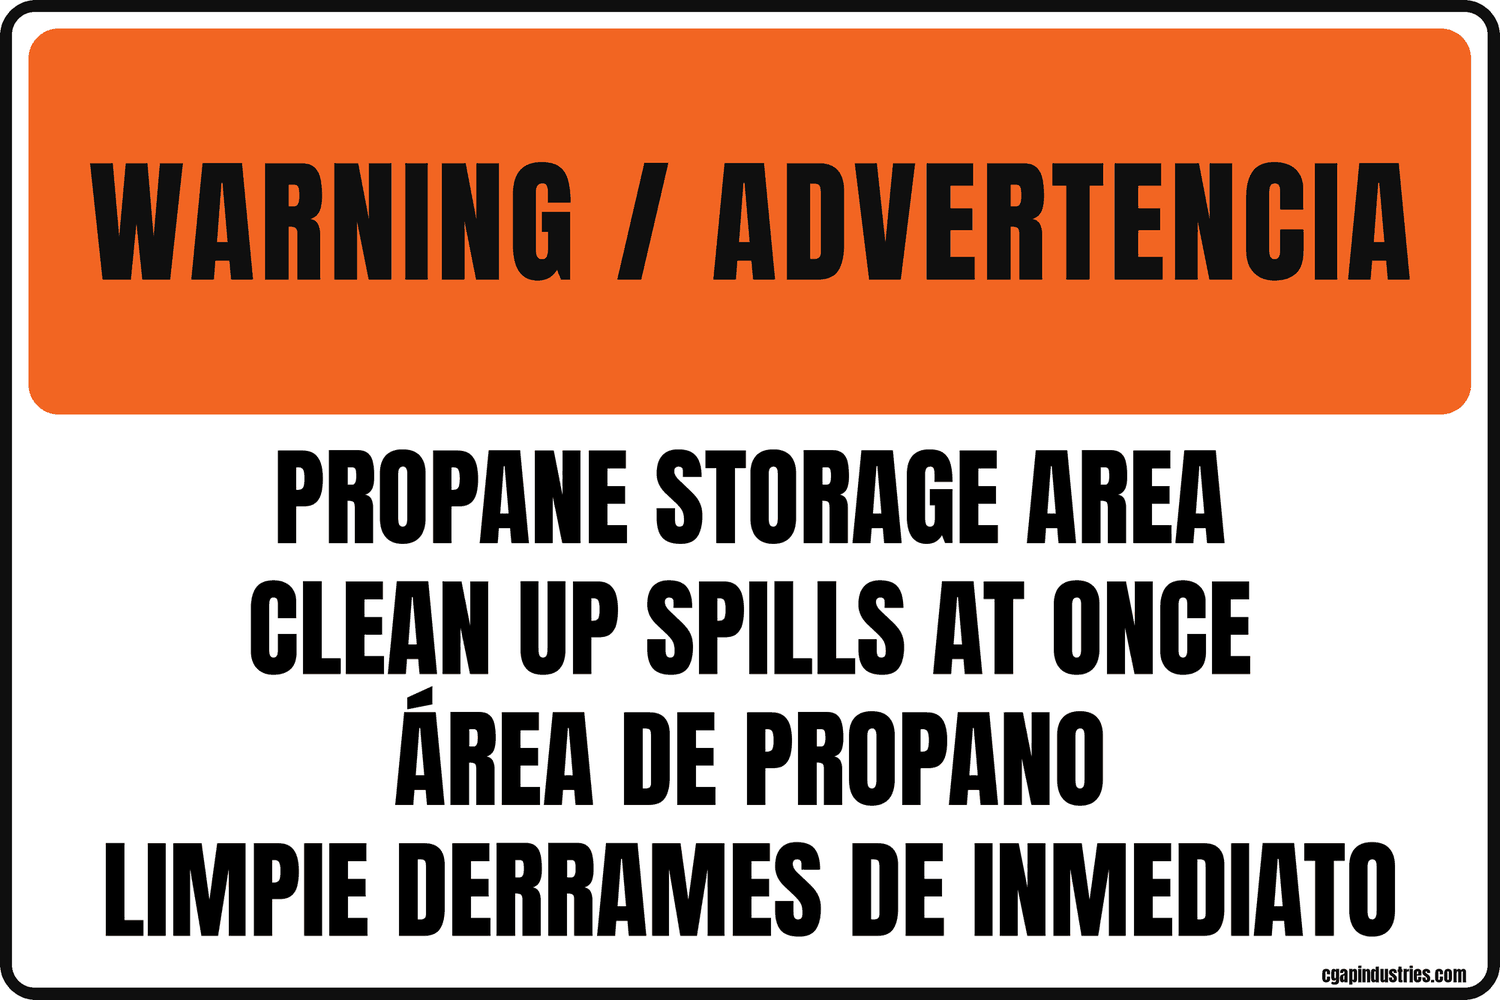 WARNING / ADVERTENCIA
PROPANE STORAGE AREA
CLEAN UP SPILLS AT ONCE
ÁREA DE PROPANO
LIMPIE DERRAMES DE INMEDIATO
cgapindustries.com